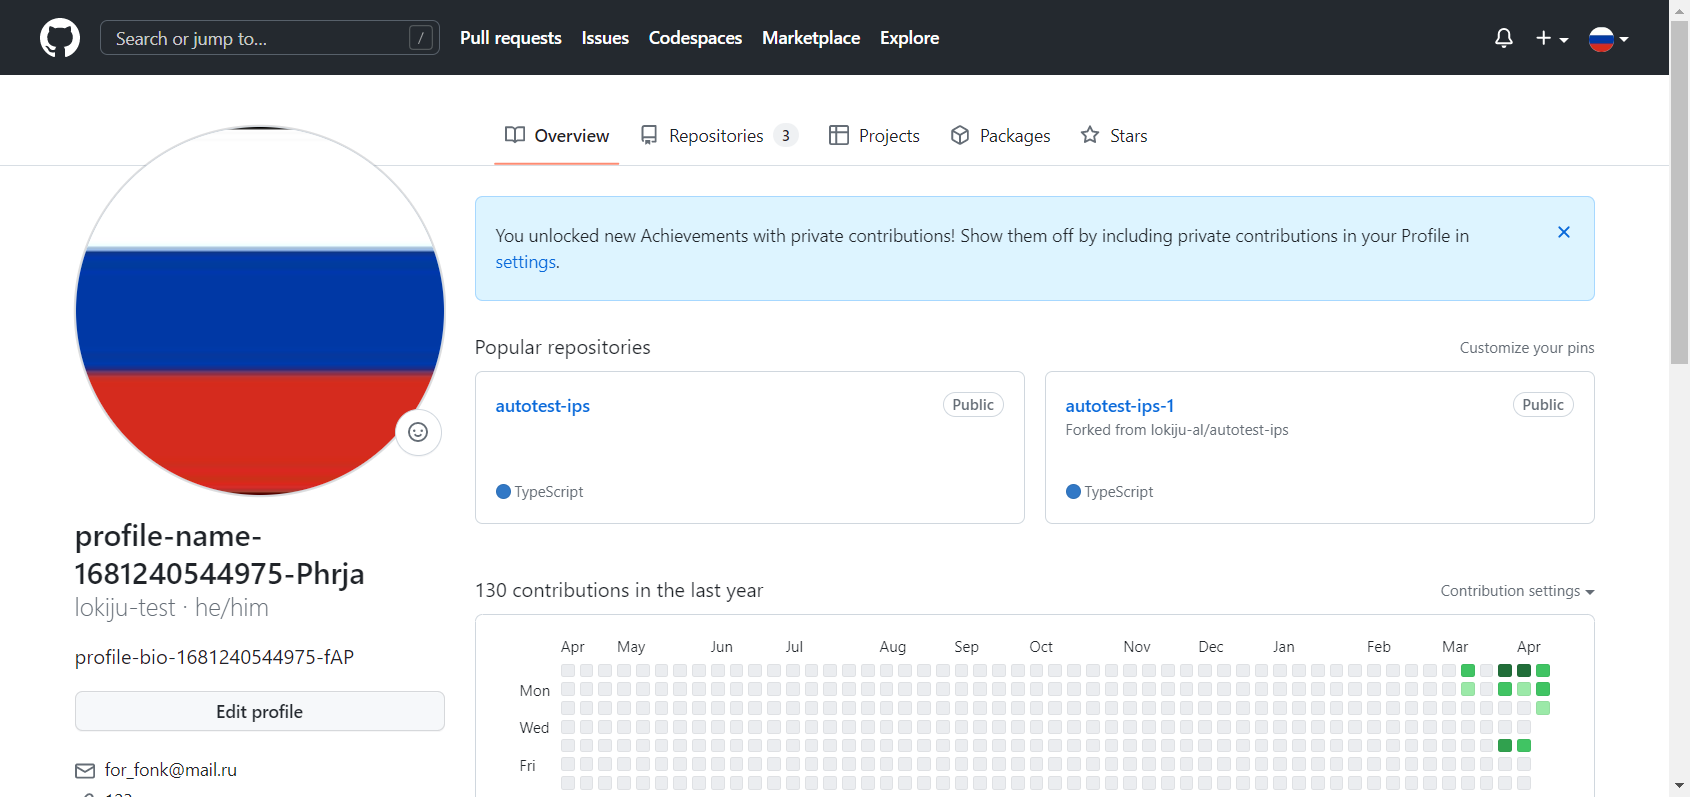 Search or jump to... /
Pull requests Issues Codespaces Marketplace Explore
Overview Repositories 3 Projects Packages Stars
You unlocked new Achievements with private contributions! Show them off by including private contributions in your Profile in
settings.
Popular repositories
Customize your pins
autotest-ips Public
TypeScript
autotest-ips-1 Public
Forked from lokiju-al/autotest-ips
TypeScript
profile-name-
1681240544975-Phrja
lokiju-test · he/him
profile-bio-1681240544975-fAP
Edit profile
for_fonk@mail.ru
130 contributions in the last year
Contribution settings
Apr May Jun Jul Aug Sep Oct Nov Dec Jan Feb Mar Apr
Mon
Wed
Fri